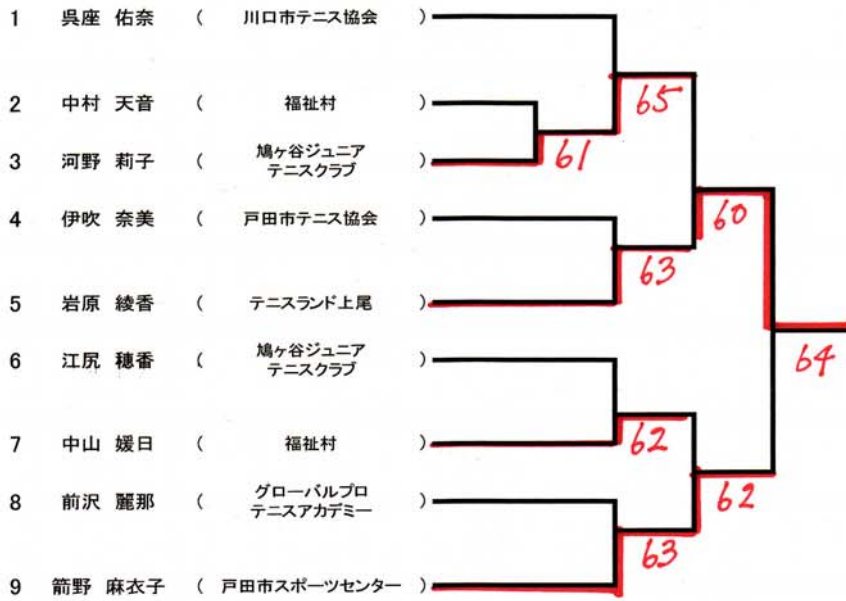 1 呉座 佑奈 ( 川口市テニス協会 )
65
2 中村 天音 ( 福祉村 )
61
3 河野 莉子 ( 鳩ヶ谷ジュニア
テニスクラブ )
60
4 伊吹 奈美 ( 戸田市テニス協会 )
63
5 岩原 綾香 ( テニスランド上尾 )
64
6 江尻 穂香 ( 鳩ヶ谷ジュニア
テニスクラブ )
7 中山 媛日 ( 福祉村 )
62
8 前沢 麗那 ( グローバルプロ
テニスアカデミー )
62
63
9 箭野 麻衣子 ( 戸田市スポーツセンター )